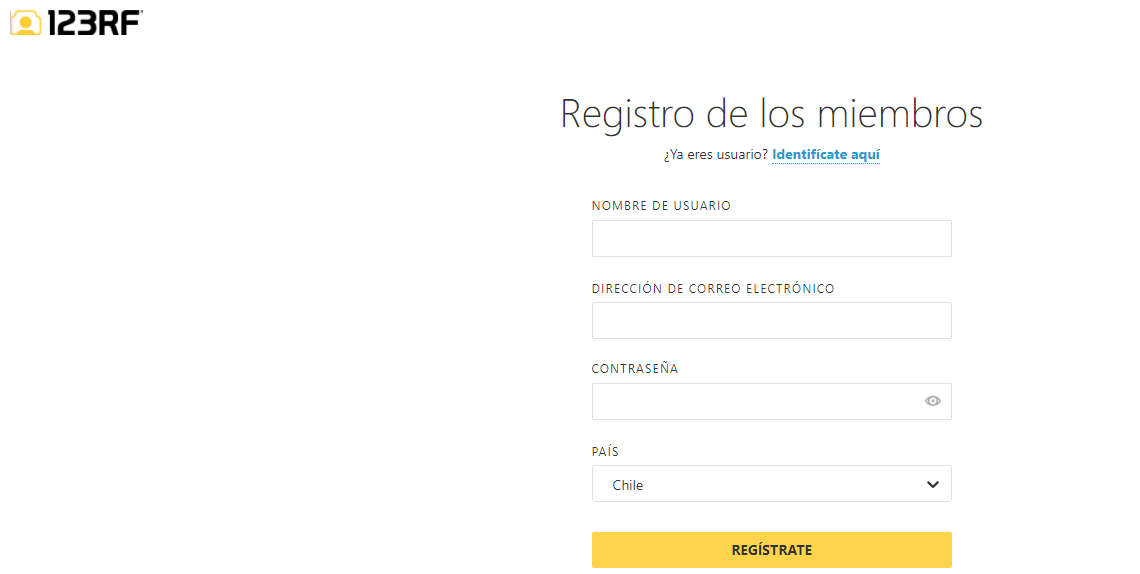 123RF
Registro de los miembros
¿Ya eres usuario? Identifícate aquí
NOMBRE DE USUARIO
DIRECCIÓN DE CORREO ELECTRÓNICO
CONTRASEÑA
PAÍS
Chile
REGÍSTRATE